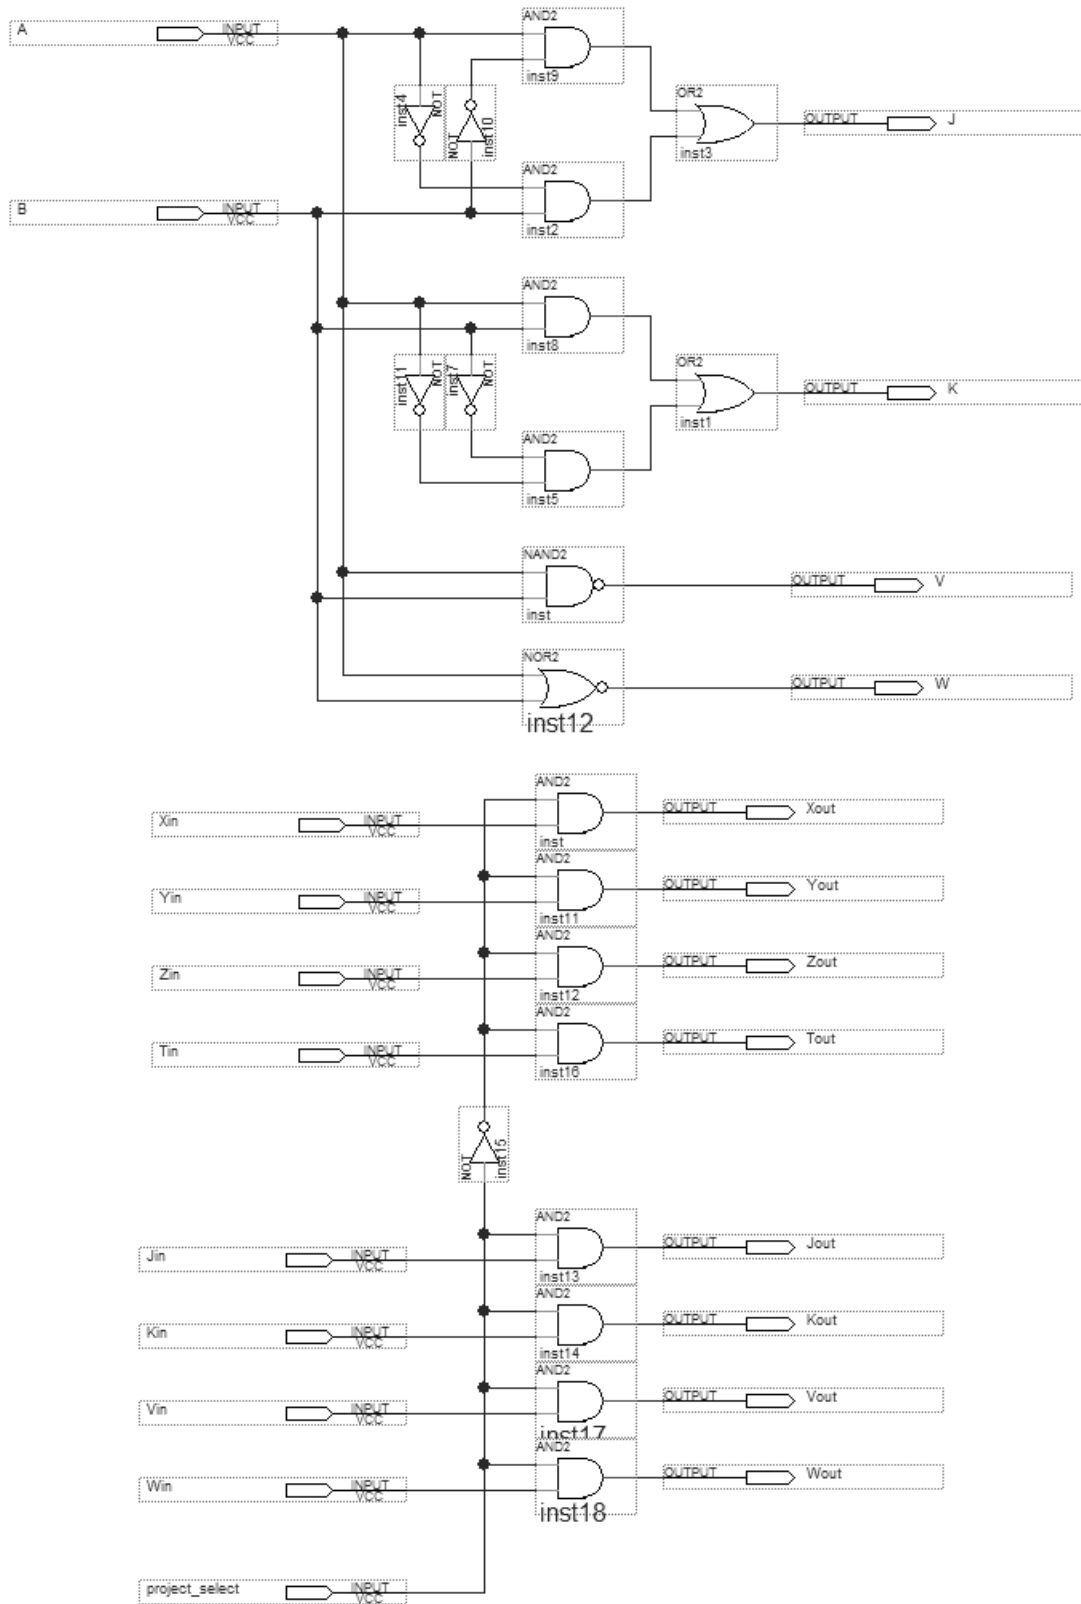 A INPUT VCC
AND2
inst9
inst4 NOT
NOT inst10
OR2
inst3
OUTPUT J
AND2
inst2
B INPUT VCC
AND2
inst8
inst11 NOT
inst7 NOT
OR2
inst1
OUTPUT K
AND2
inst5
NAND2
inst
OUTPUT V
NOR2
inst12
OUTPUT W
AND2
Xin INPUT VCC
inst
OUTPUT Xout
AND2
Yin INPUT VCC
inst11
OUTPUT Yout
AND2
Zin INPUT VCC
inst12
OUTPUT Zout
AND2
Tin INPUT VCC
inst16
OUTPUT Tout
NOT inst15
AND2
Jin INPUT VCC
inst13
OUTPUT Jout
AND2
Kin INPUT VCC
inst14
OUTPUT Kout
AND2
Vin INPUT VCC
inst17
OUTPUT Vout
AND2
Win INPUT VCC
inst18
OUTPUT Wout
project_select INPUT VCC